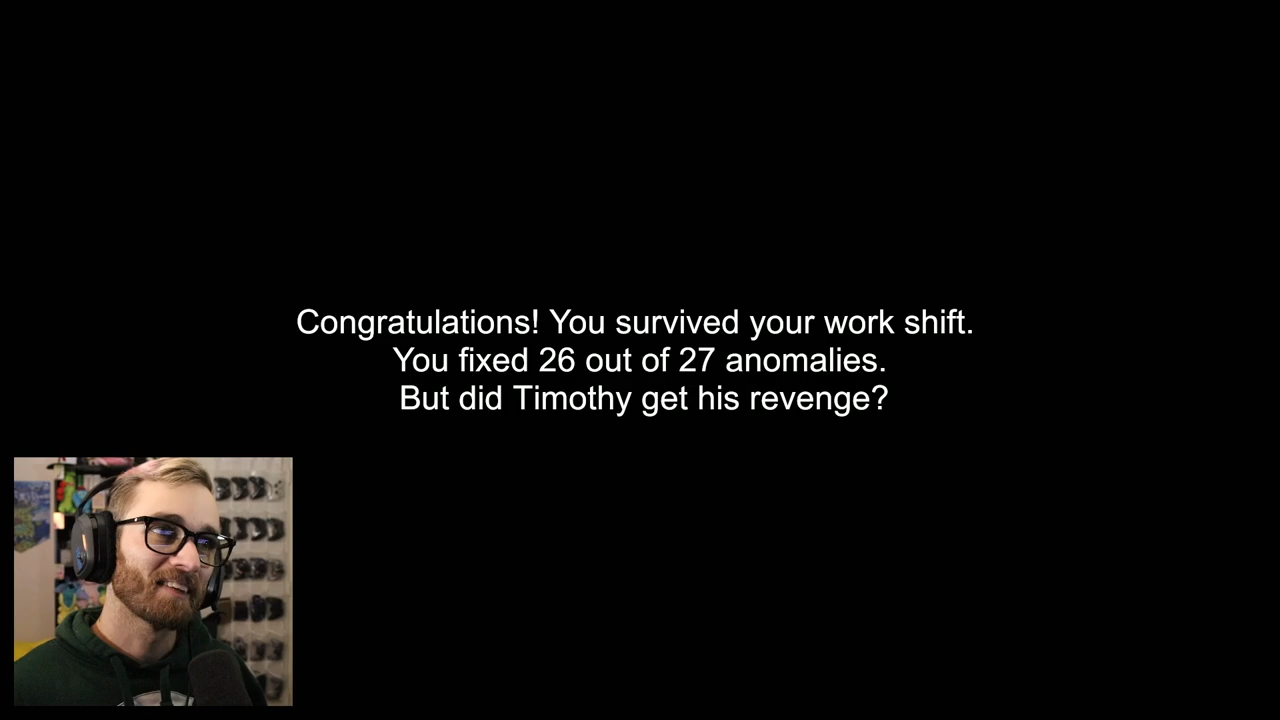 Congratulations! You survived your work shift.
You fixed 26 out of 27 anomalies.
But did Timothy get his revenge?